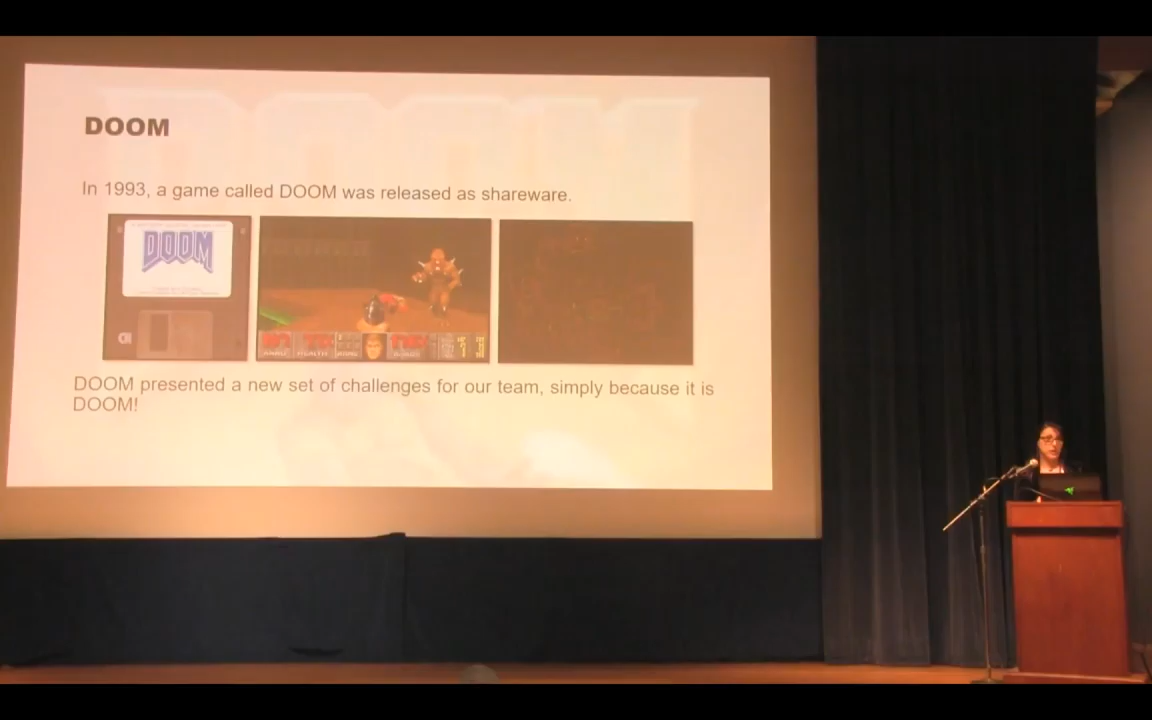 DOOM
In 1993, a game called DOOM was released as shareware.
DOOM
DOOM presented a new set of challenges for our team, simply because it is
DOOM!